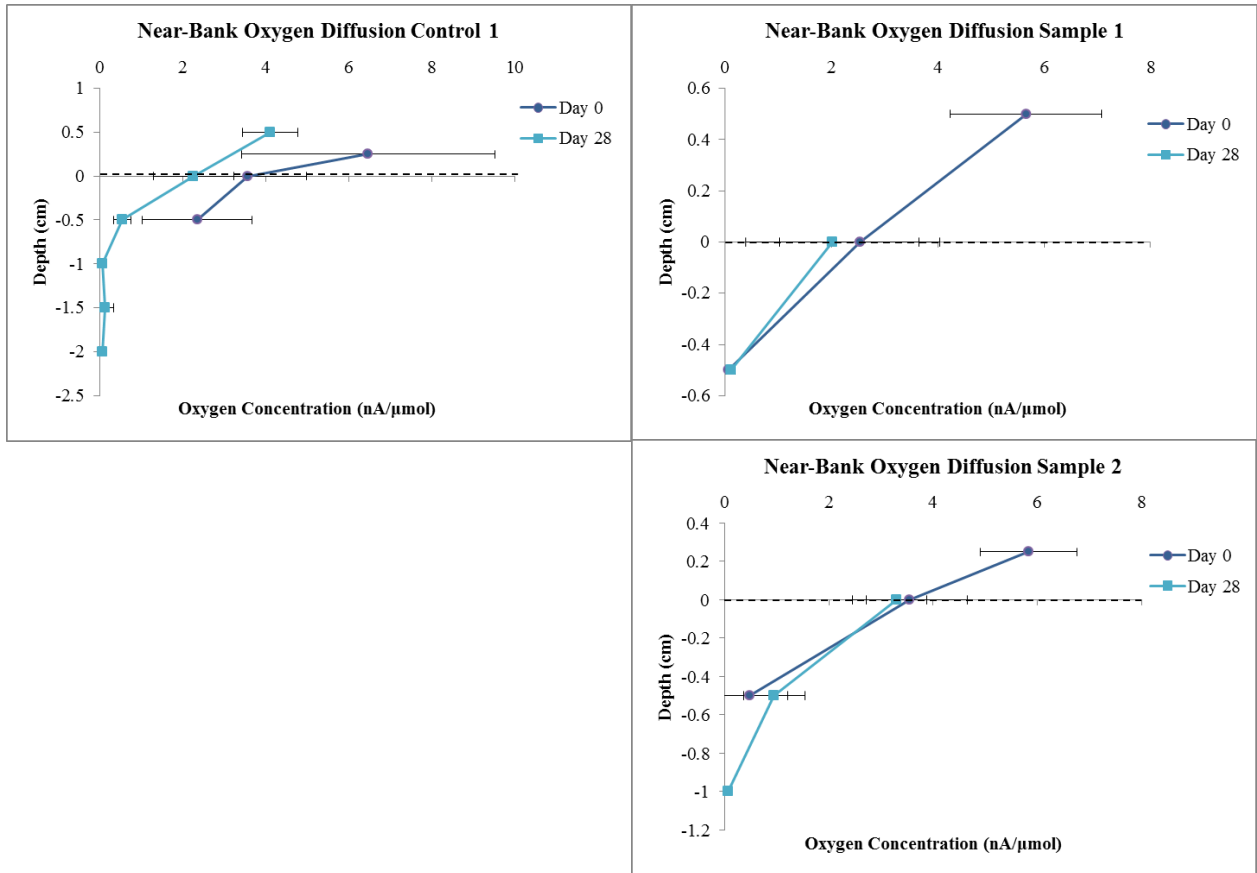 Near-Bank Oxygen Diffusion Control 1
0 2 4 6 8 10
1
0.5
0
-0.5
-1
-1.5
-2
-2.5
Depth (cm)
Day 0
Day 28
Oxygen Concentration (nA/µmol)
Near-Bank Oxygen Diffusion Sample 1
0 2 4 6 8
0.6
0.4
0.2
0
-0.2
-0.4
-0.6
Depth (cm)
Day 0
Day 28
Oxygen Concentration (nA/µmol)
Near-Bank Oxygen Diffusion Sample 2
0 2 4 6 8
0.4
0.2
0
-0.2
-0.4
-0.6
-0.8
-1
-1.2
Depth (cm)
Day 0
Day 28
Oxygen Concentration (nA/µmol)